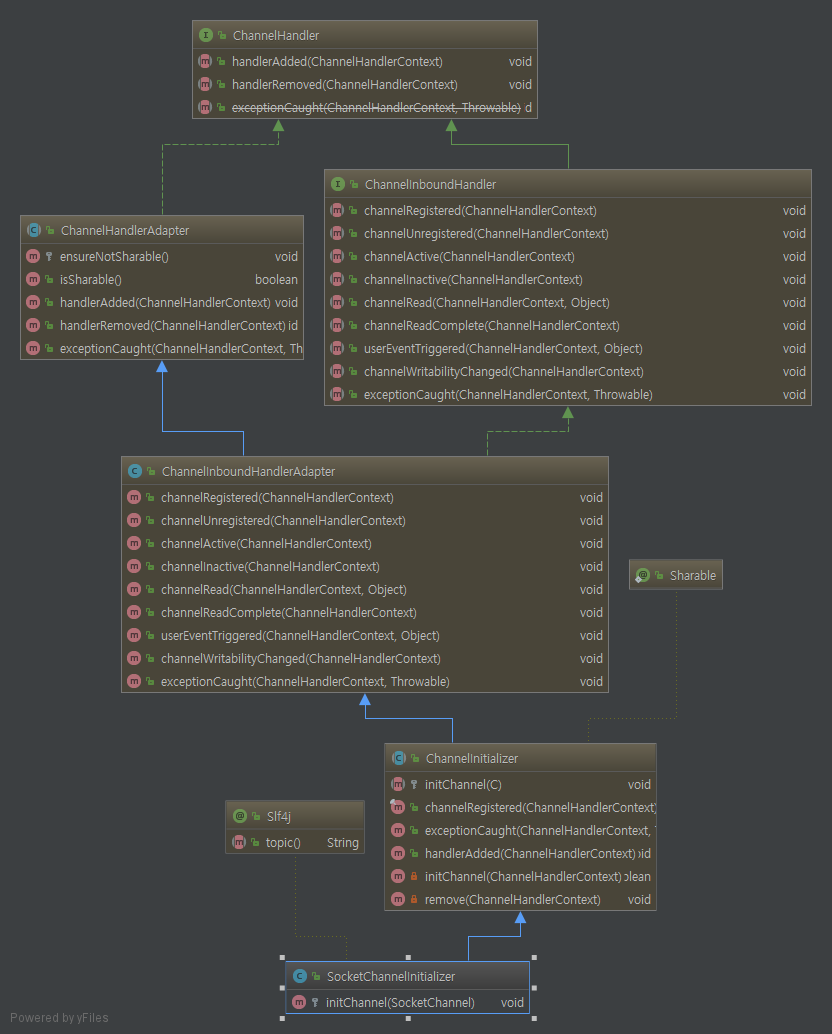 ChannelHandler
handlerAdded(ChannelHandlerContext) void
handlerRemoved(ChannelHandlerContext) void
exceptionCaught(ChannelHandlerContext, Throwable) d
ChannelInboundHandler
channelRegistered(ChannelHandlerContext) void
channelUnregistered(ChannelHandlerContext) void
channelActive(ChannelHandlerContext) void
channelInactive(ChannelHandlerContext) void
channelRead(ChannelHandlerContext, Object) void
channelReadComplete(ChannelHandlerContext) void
userEventTriggered(ChannelHandlerContext, Object) void
channelWritabilityChanged(ChannelHandlerContext) void
exceptionCaught(ChannelHandlerContext, Throwable) void
ChannelHandlerAdapter
ensureNotSharable() void
isSharable() boolean
handlerAdded(ChannelHandlerContext) void
handlerRemoved(ChannelHandlerContext) id
exceptionCaught(ChannelHandlerContext, Th
ChannelInboundHandlerAdapter
channelRegistered(ChannelHandlerContext) void
channelUnregistered(ChannelHandlerContext) void
channelActive(ChannelHandlerContext) void
channelInactive(ChannelHandlerContext) void
channelRead(ChannelHandlerContext, Object) void
channelReadComplete(ChannelHandlerContext) void
userEventTriggered(ChannelHandlerContext, Object) void
channelWritabilityChanged(ChannelHandlerContext) void
exceptionCaught(ChannelHandlerContext, Throwable) void
Sharable
ChannelInitializer
initChannel(C) void
channelRegistered(ChannelHandlerContext)
exceptionCaught(ChannelHandlerContext,
handlerAdded(ChannelHandlerContext) oid
initChannel(ChannelHandlerContext) olean
remove(ChannelHandlerContext) void
Slf4j
topic() String
SocketChannelInitializer
initChannel(SocketChannel) void
Powered by yFiles